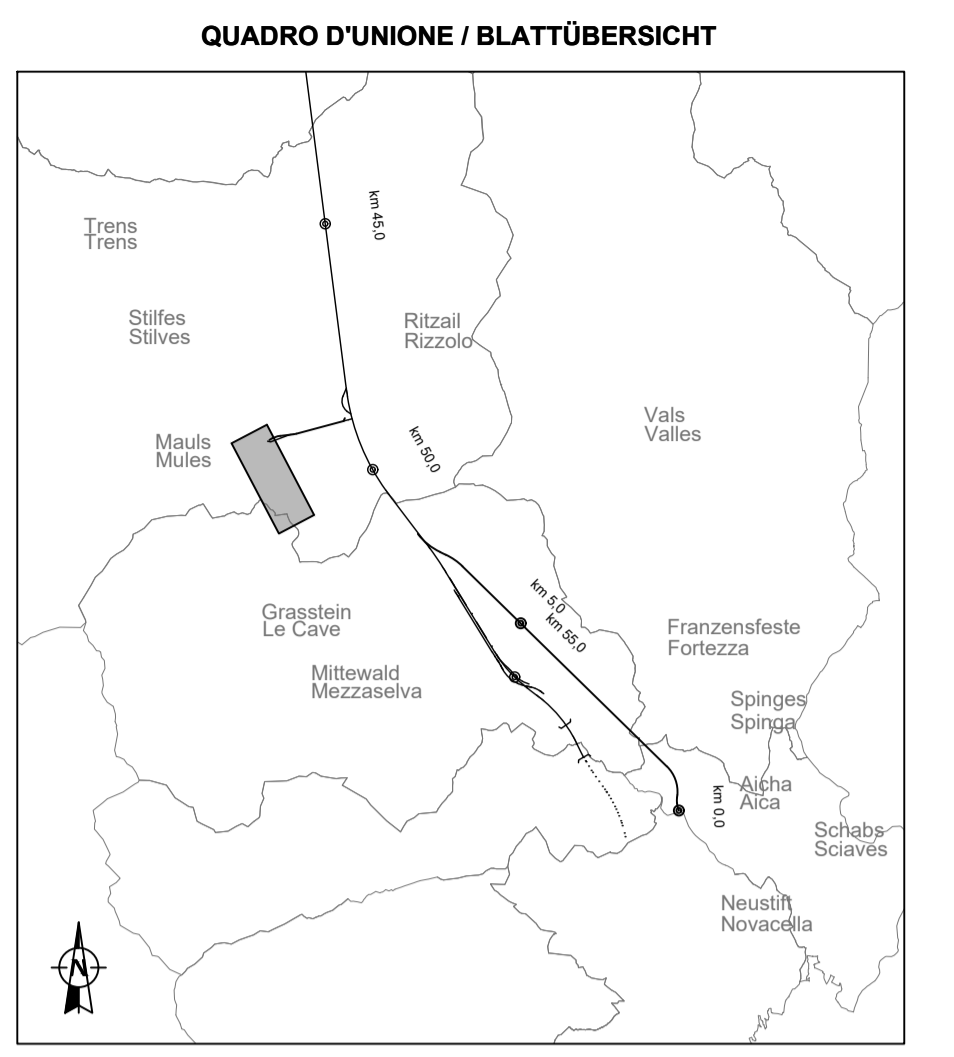 QUADRO D'UNIONE / BLATTÜBERSICHT
km 45,0
Trens
Trens
Stilfes
Stilves
Ritzail
Rizzolo
Vals
Valles
Mauls
Mules
km 50,0
km 5,0
km 55,0
Grasstein
Le Cave
Franzensfeste
Fortezza
Mittewald
Mezzaselva
Spinges
Spinga
Aicha
Aica
km 0,0
Schabs
Sciaves
Neustift
Novacella
N